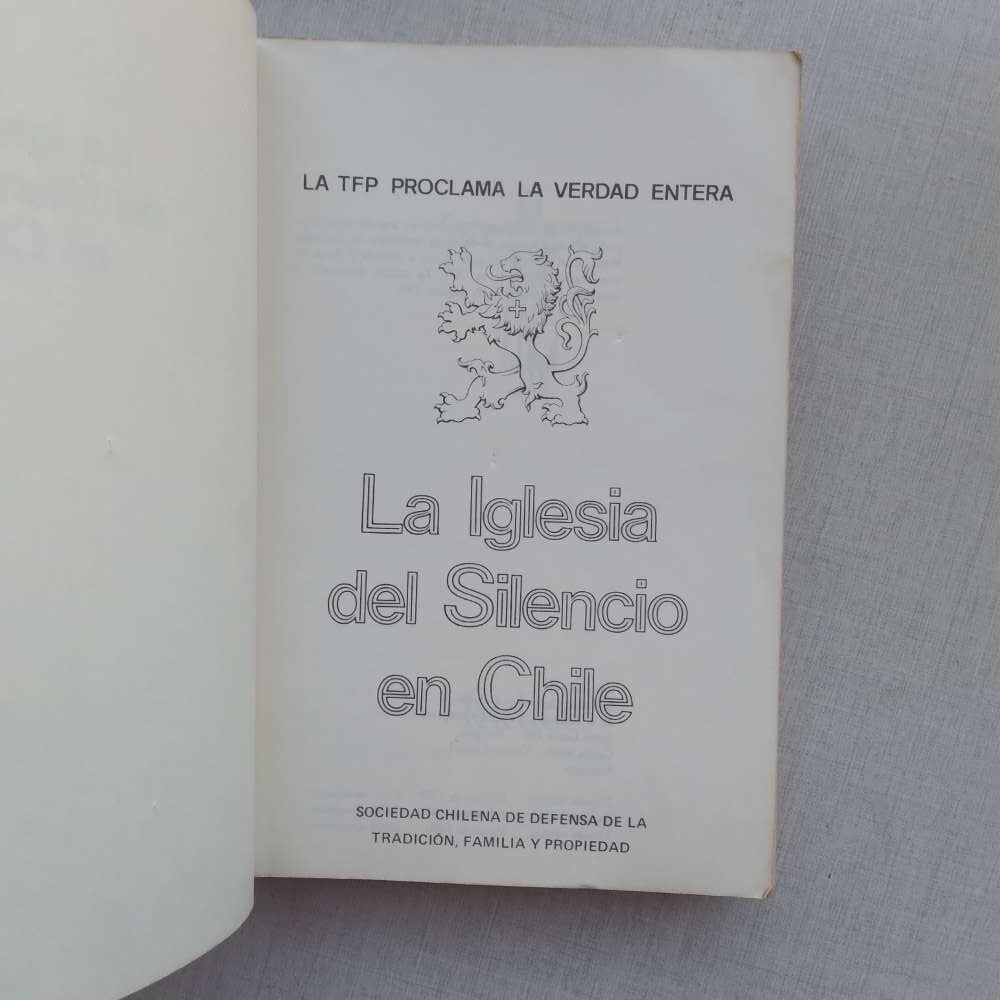 LA TFP PROCLAMA LA VERDAD ENTERA
La Iglesia
del Silencio
en Chile
SOCIEDAD CHILENA DE DEFENSA DE LA
TRADICIÓN, FAMILIA Y PROPIEDAD